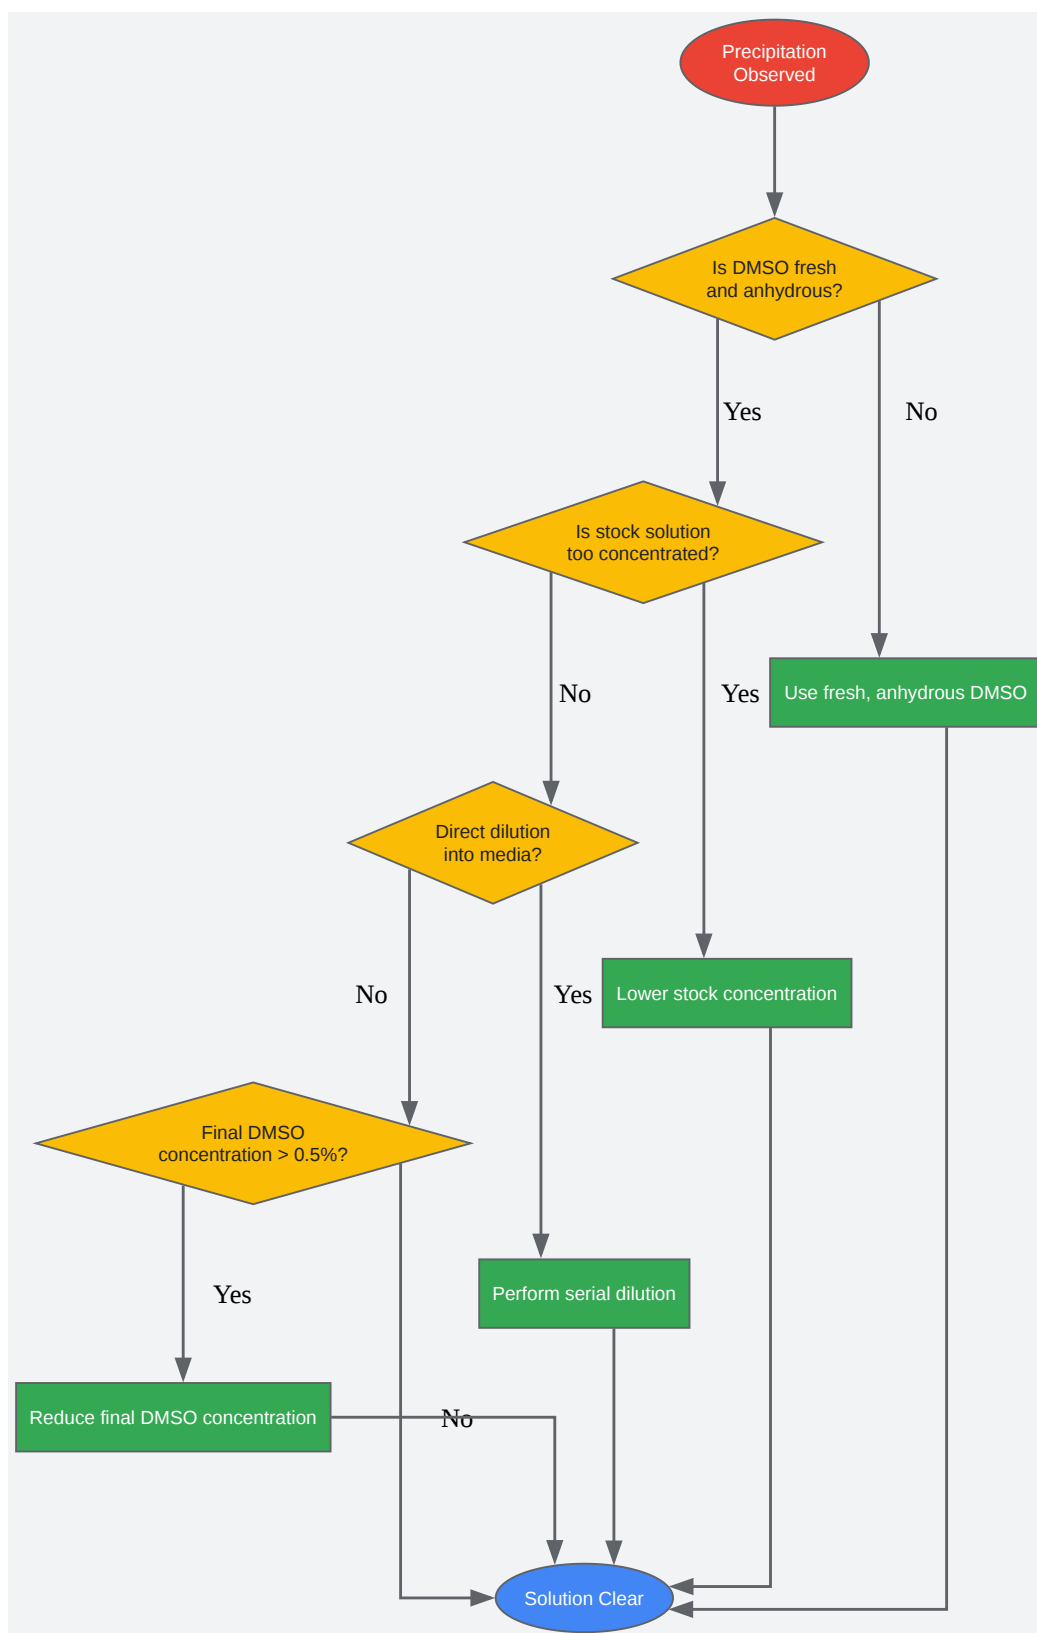 Precipitation
Observed
Is DMSO fresh
and anhydrous?
Yes
No
Is stock solution
too concentrated?
No
Yes
Use fresh, anhydrous DMSO
Direct dilution
into media?
No
Yes
Lower stock concentration
Final DMSO
concentration > 0.5%?
Yes
Perform serial dilution
Reduce final DMSO concentration
No
Solution Clear